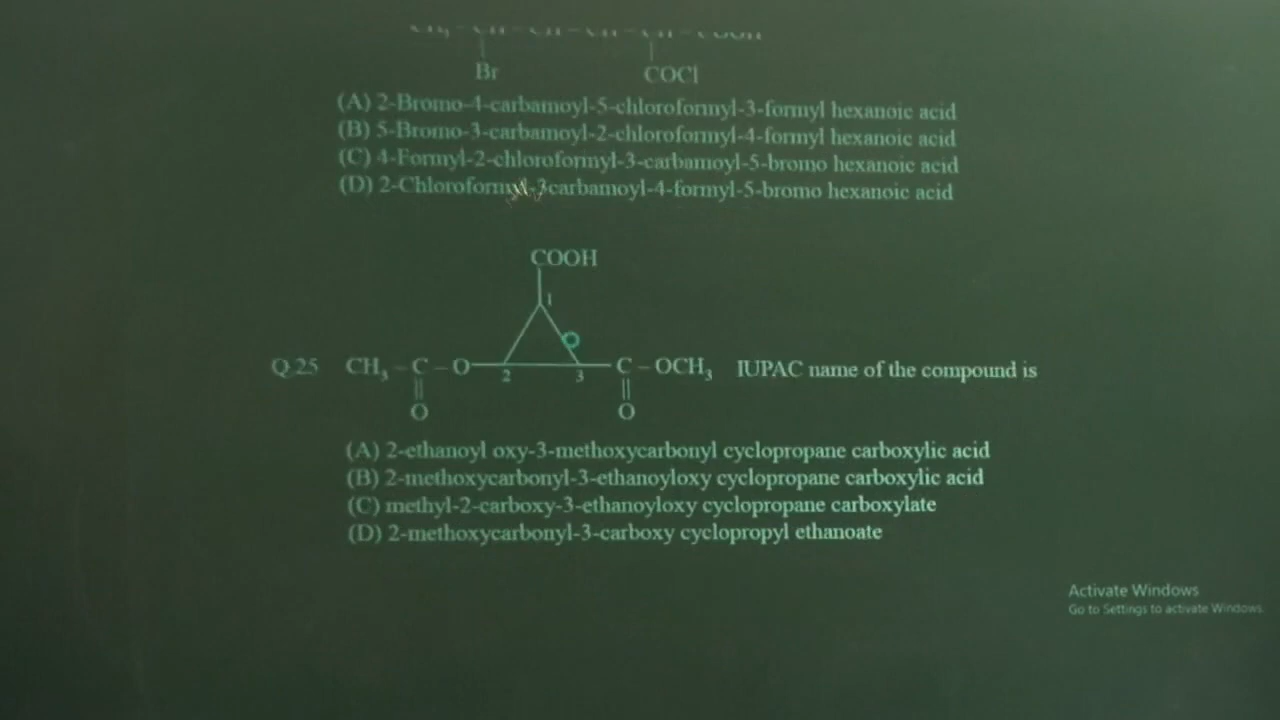 Br COCl
(A) 2-Bromo-4-carbamoyl-5-chloroformyl-3-formyl hexanoic acid
(B) 5-Bromo-3-carbamoyl-2-chloroformyl-4-formyl hexanoic acid
(C) 4-Formyl-2-chloroformyl-3-carbamoyl-5-bromo hexanoic acid
(D) 2-Chloroformyl-3carbamoyl-4-formyl-5-bromo hexanoic acid
COOH
1
Q.25 CH₃ – C – O 2 3 C – OCH₃ IUPAC name of the compound is
O O
(A) 2-ethanoyl oxy-3-methoxycarbonyl cyclopropane carboxylic acid
(B) 2-methoxycarbonyl-3-ethanoyloxy cyclopropane carboxylic acid
(C) methyl-2-carboxy-3-ethanoyloxy cyclopropane carboxylate
(D) 2-methoxycarbonyl-3-carboxy cyclopropyl ethanoate
Activate Windows
Go to Settings to activate Windows.